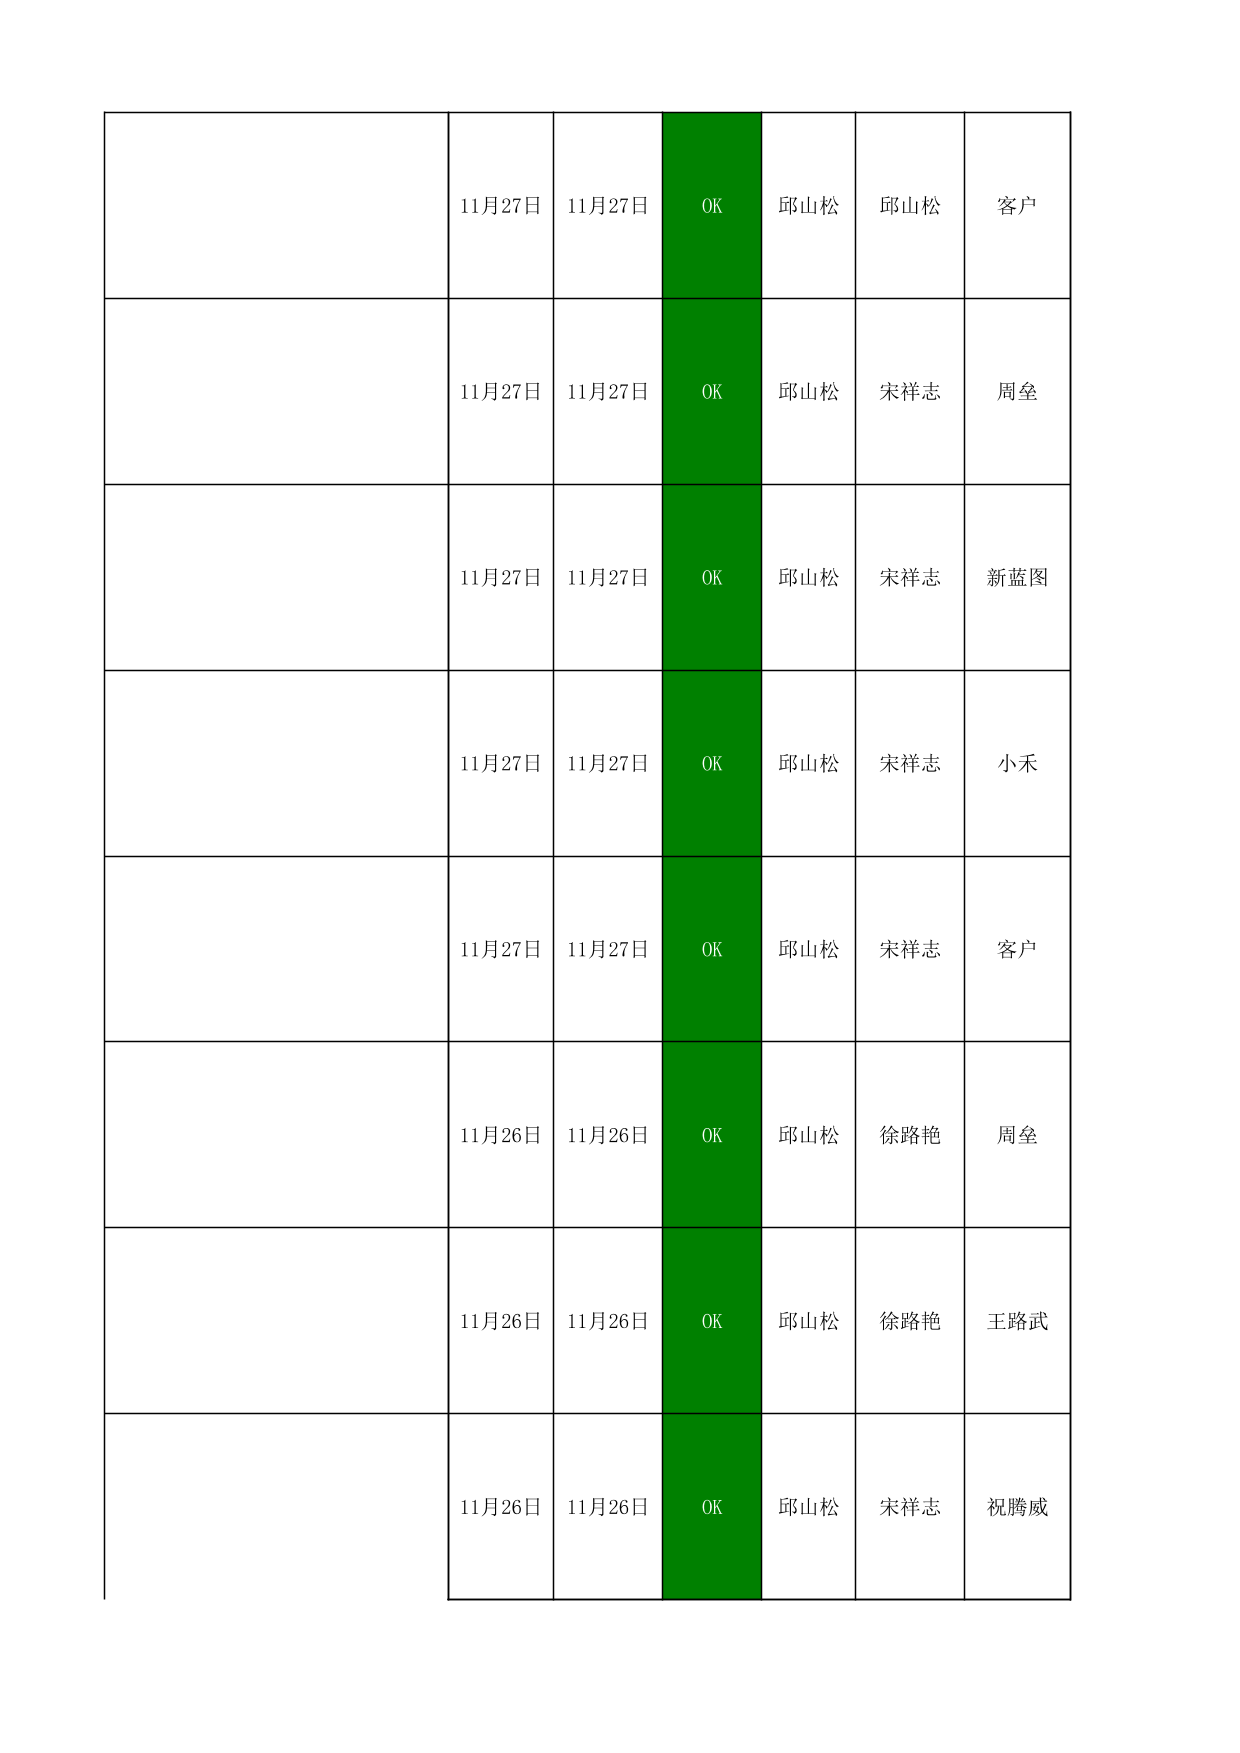 11月27日 11月27日 OK 邱山松 邱山松 客户
11月27日 11月27日 OK 邱山松 宋祥志 周垒
11月27日 11月27日 OK 邱山松 宋祥志 新蓝图
11月27日 11月27日 OK 邱山松 宋祥志 小禾
11月27日 11月27日 OK 邱山松 宋祥志 客户
11月26日 11月26日 OK 邱山松 徐路艳 周垒
11月26日 11月26日 OK 邱山松 徐路艳 王路武
11月26日 11月26日 OK 邱山松 宋祥志 祝腾威